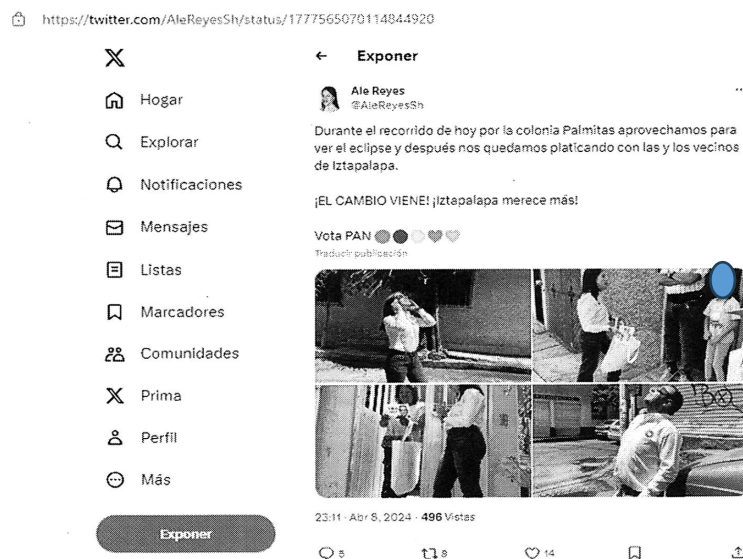 https://twitter.com/AleReyesSh/status/1777565070114844920
Hogar
Explorar
Notificaciones
Mensajes
Listas
Marcadores
Comunidades
Prima
Perfil
Más
Exponer
Exponer
Ale Reyes
@AleReyesSh
Durante el recorrido de hoy por la colonia Palmitas aprovechamos para
ver el eclipse y después nos quedamos platicando con las y los vecinos
de Iztapalapa.
¡EL CAMBIO VIENE! ¡Iztapalapa merece más!
Vota PAN
Traducir publicación
23:11 · Abr 8, 2024 · 496 Vistas
5 8 14